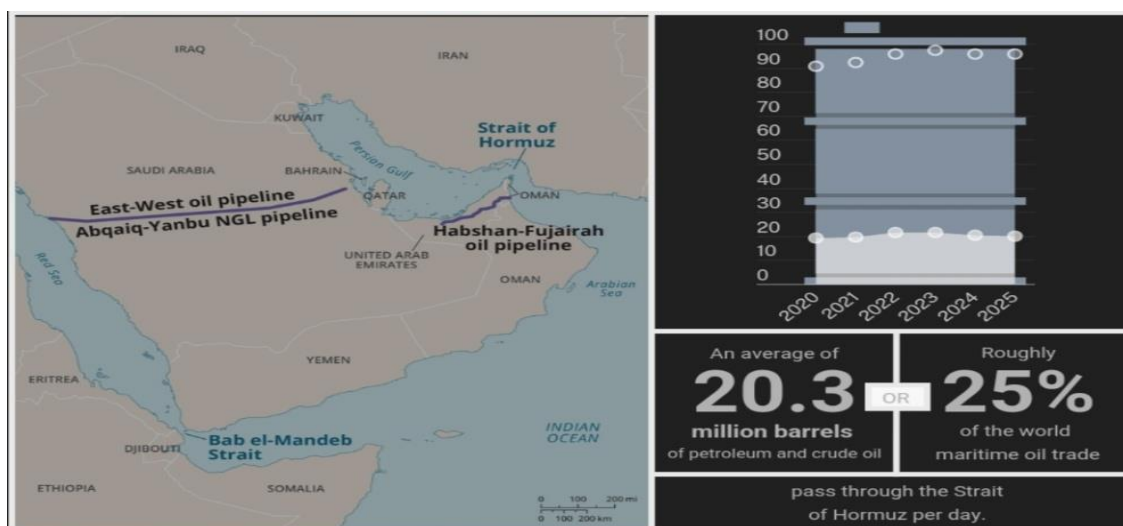 IRAQ
IRAN
KUWAIT
Strait of
Hormuz
Persian Gulf
SAUDI ARABIA
BAHRAIN
QATAR
OMAN
East-West oil pipeline
Abqaiq-Yanbu NGL pipeline
Habshan-Fujairah
oil pipeline
UNITED ARAB
EMIRATES
Red Sea
OMAN
Arabian
Sea
YEMEN
ERITREA
INDIAN
OCEAN
DJIBOUTI
Bab el-Mandeb
Strait
ETHIOPIA
SOMALIA
0 100 200 mi
0 100 200 km
100
90
80
70
60
50
40
30
20
10
0
2020 2021 2022 2023 2024 2025
An average of
20.3
million barrels
of petroleum and crude oil
OR
Roughly
25%
of the world
maritime oil trade
pass through the Strait
of Hormuz per day.